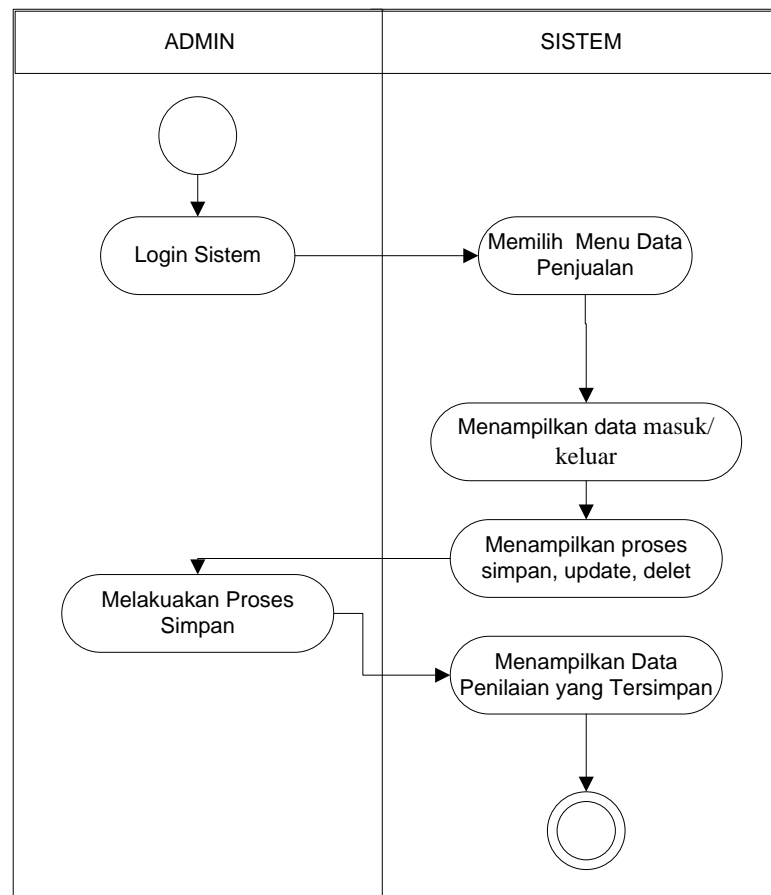 ADMIN
SISTEM
Login Sistem
Memilih Menu Data
Penjualan
Menampilkan data masuk/
keluar
Menampilkan proses
simpan, update, delet
Melakuakan Proses
Simpan
Menampilkan Data
Penilaian yang Tersimpan